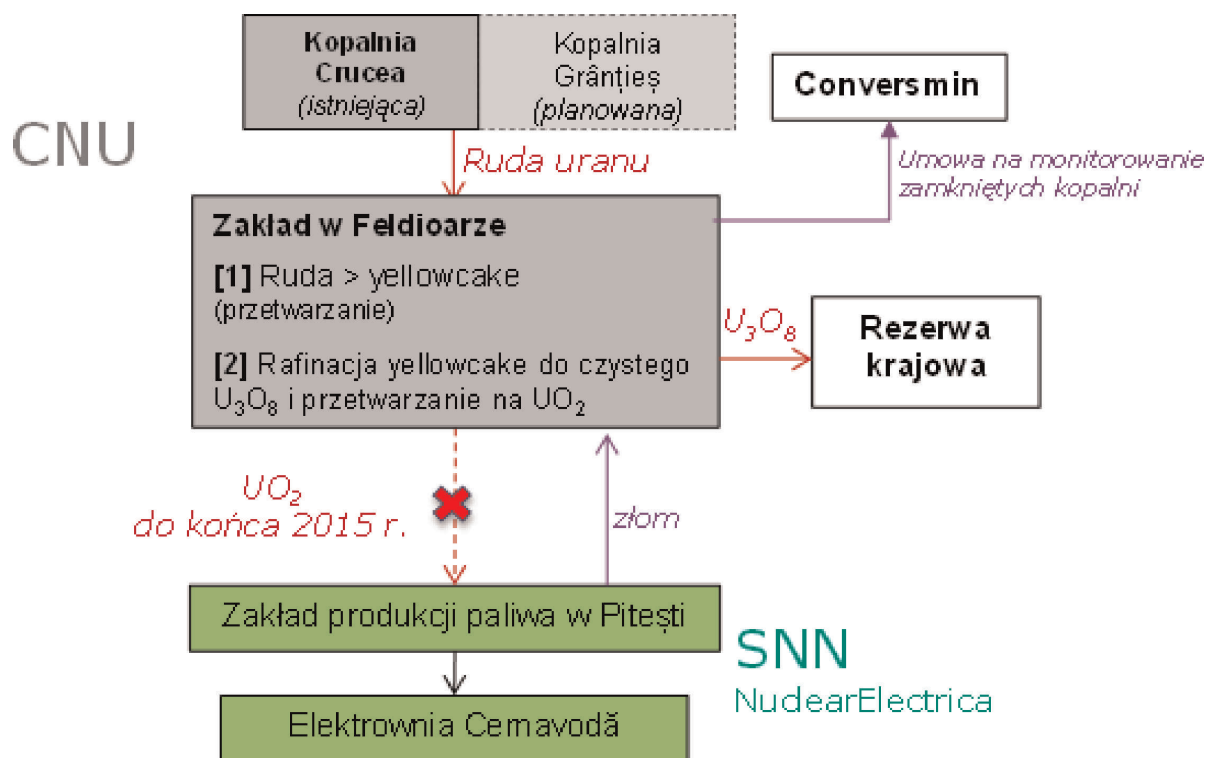 Kopalnia
Crucea
(istniejąca)
Kopalnia
Grânțieș
(planowana)
Conversmin
CNU
Ruda uranu
Umowa na monitorowanie
zamkniętych kopalni
Zakład w Feldioarze
[1] Ruda > yellowcake
(przetwarzanie)
[2] Rafinacja yellowcake do czystego
U₃O₈ i przetwarzanie na UO₂
U₃O₈
Rezerwa
krajowa
UO₂
do końca 2015 r.
złom
Zakład produkcji paliwa w Pitești
SNN
NudearElectrica
Elektrownia Cemavodă